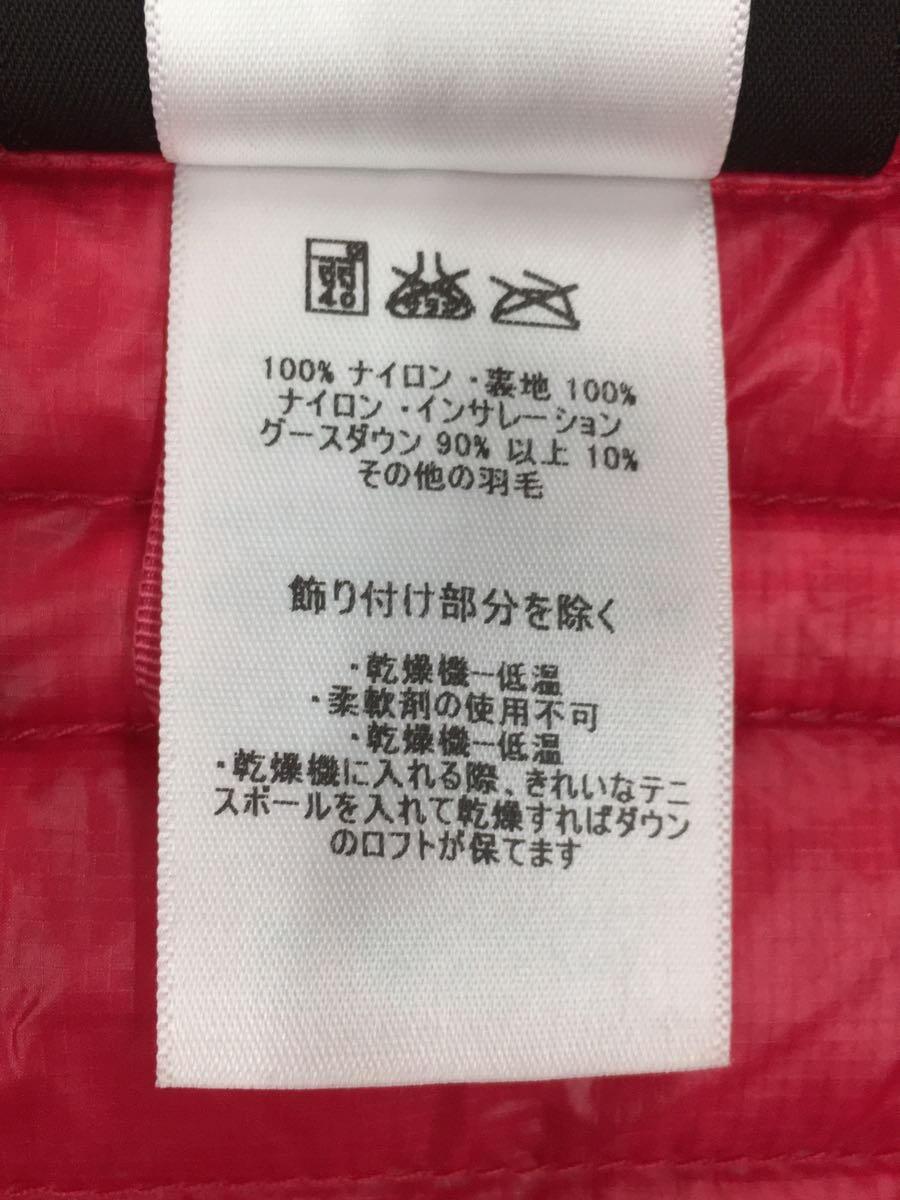 40
100% ナイロン ・裏地 100%
ナイロン ・インサレーション
グースダウン 90% 以上 10%
その他の羽毛
飾り付け部分を除く
・乾燥機ー低温
・柔軟剤の使用不可
・乾燥機ー低温
・乾燥機に入れる際、きれいなテニ
スボールを入れて乾燥すればダウン
のロフトが保てます